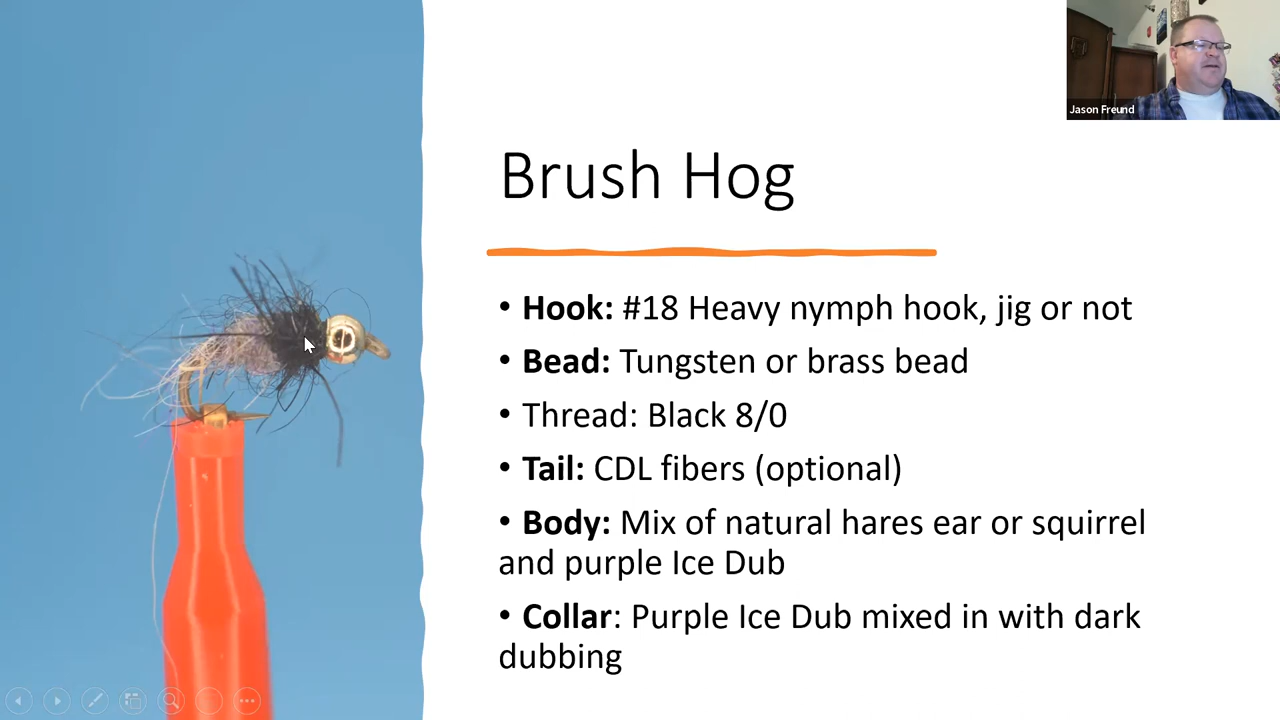 Jason Freund
Brush Hog
• Hook: #18 Heavy nymph hook, jig or not
• Bead: Tungsten or brass bead
• Thread: Black 8/0
• Tail: CDL fibers (optional)
• Body: Mix of natural hares ear or squirrel
and purple Ice Dub
• Collar: Purple Ice Dub mixed in with dark
dubbing